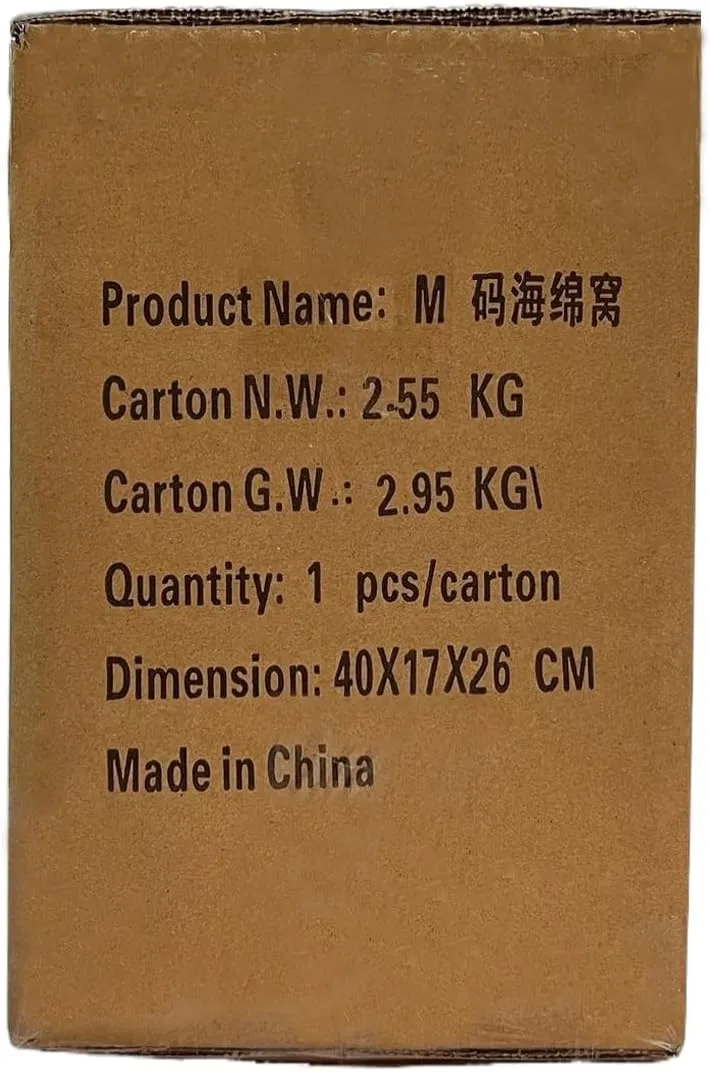 Product Name: M 码海绵窝
Carton N.W.: 2.55 KG
Carton G.W.: 2.95 KG\
Quantity: 1 pcs/carton
Dimension: 40X17X26 CM
Made in China